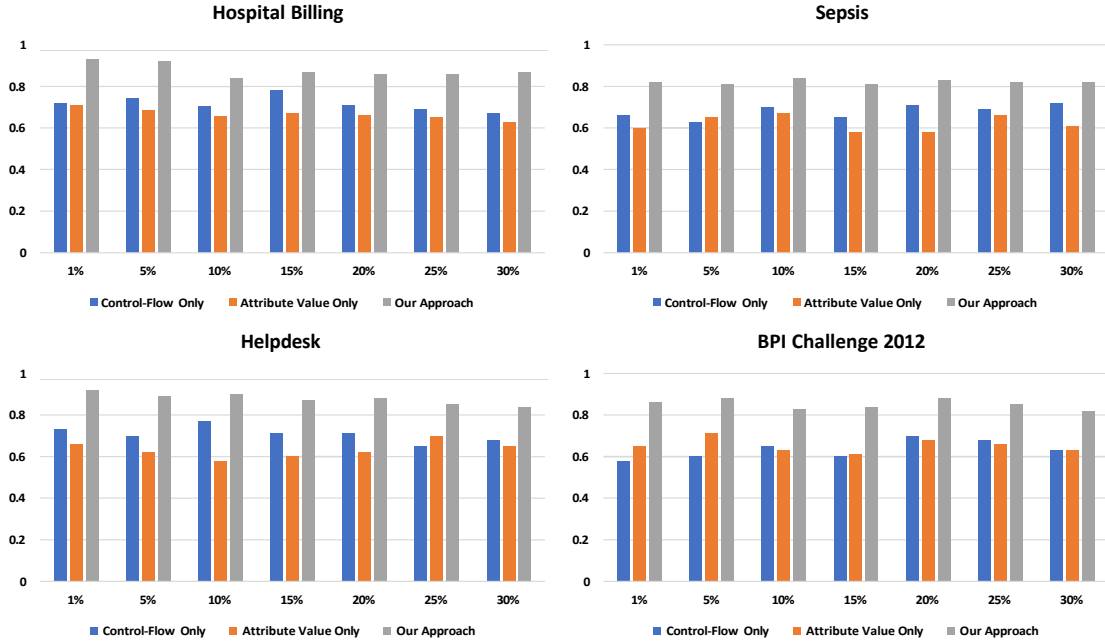 Hospital Billing
1
0.8
0.6
0.4
0.2
0
1% 5% 10% 15% 20% 25% 30%
Control-Flow Only Attribute Value Only Our Approach
Sepsis
1
0.8
0.6
0.4
0.2
0
1% 5% 10% 15% 20% 25% 30%
Control-Flow Only Attribute Value Only Our Approach
Helpdesk
1
0.8
0.6
0.4
0.2
0
1% 5% 10% 15% 20% 25% 30%
Control-Flow Only Attribute Value Only Our Approach
BPI Challenge 2012
1
0.8
0.6
0.4
0.2
0
1% 5% 10% 15% 20% 25% 30%
Control-Flow Only Attribute Value Only Our Approach